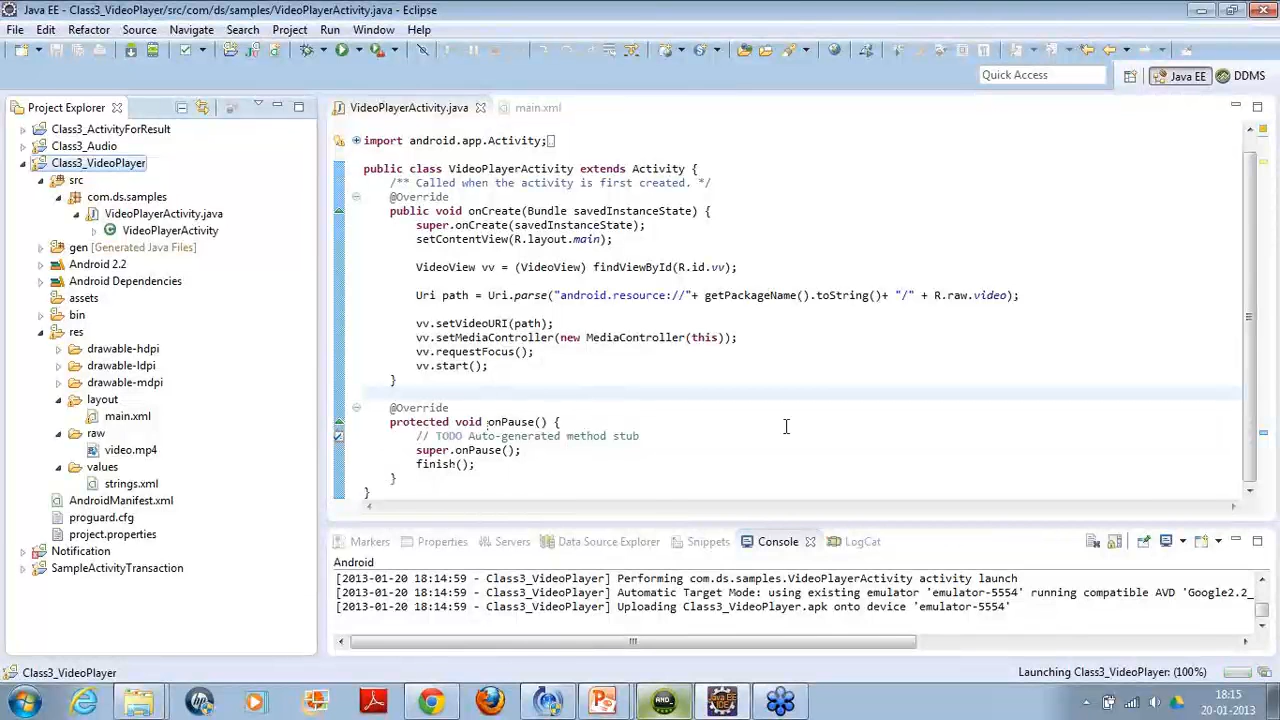 Java EE - Class3_VideoPlayer/src/com/ds/samples/VideoPlayerActivity.java - Eclipse
File Edit Refactor Source Navigate Search Project Run Window Help
Quick Access
Java EE
DDMS
Project Explorer
Class3_ActivityForResult
Class3_Audio
Class3_VideoPlayer
src
com.ds.samples
VideoPlayerActivity.java
VideoPlayerActivity
gen [Generated Java Files]
Android 2.2
Android Dependencies
assets
bin
res
drawable-hdpi
drawable-ldpi
drawable-mdpi
layout
main.xml
raw
video.mp4
values
strings.xml
AndroidManifest.xml
proguard.cfg
project.properties
Notification
SampleActivityTransaction
VideoPlayerActivity.java main.xml
import android.app.Activity;
public class VideoPlayerActivity extends Activity {
/** Called when the activity is first created. */
@Override
public void onCreate(Bundle savedInstanceState) {
super.onCreate(savedInstanceState);
setContentView(R.layout.main);
VideoView vv = (VideoView) findViewById(R.id.vv);
Uri path = Uri.parse("android.resource://"+ getPackageName().toString()+ "/" + R.raw.video);
vv.setVideoURI(path);
vv.setMediaController(new MediaController(this));
vv.requestFocus();
vv.start();
}
@Override
protected void onPause() {
// TODO Auto-generated method stub
super.onPause();
finish();
}
}
Markers Properties Servers Data Source Explorer Snippets Console LogCat
Android
[2013-01-20 18:14:59 - Class3_VideoPlayer] Performing com.ds.samples.VideoPlayerActivity activity launch
[2013-01-20 18:14:59 - Class3_VideoPlayer] Automatic Target Mode: using existing emulator 'emulator-5554' running compatible AVD 'Google2.2_
[2013-01-20 18:14:59 - Class3_VideoPlayer] Uploading Class3_VideoPlayer.apk onto device 'emulator-5554'
Class3_VideoPlayer
Launching Class3_VideoPlayer: (100%)
18:15
20-01-2013